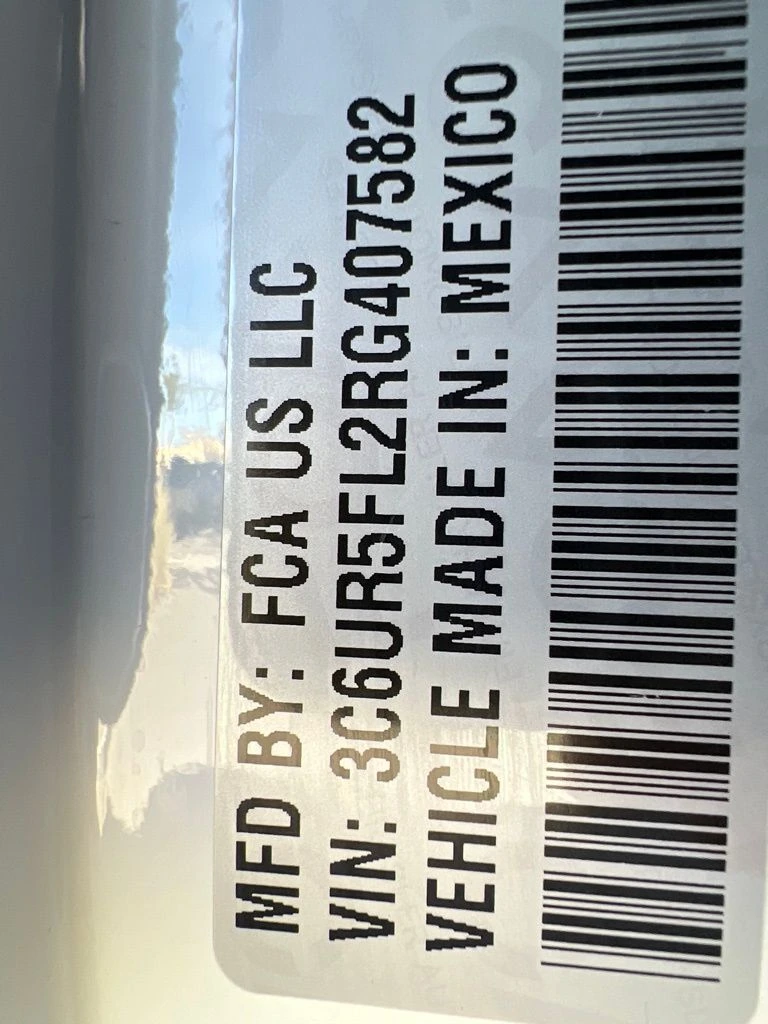 MFD BY: FCA US LLC
VIN: 3C6UR5FL2RG407582
VEHICLE MADE IN: MEXICO